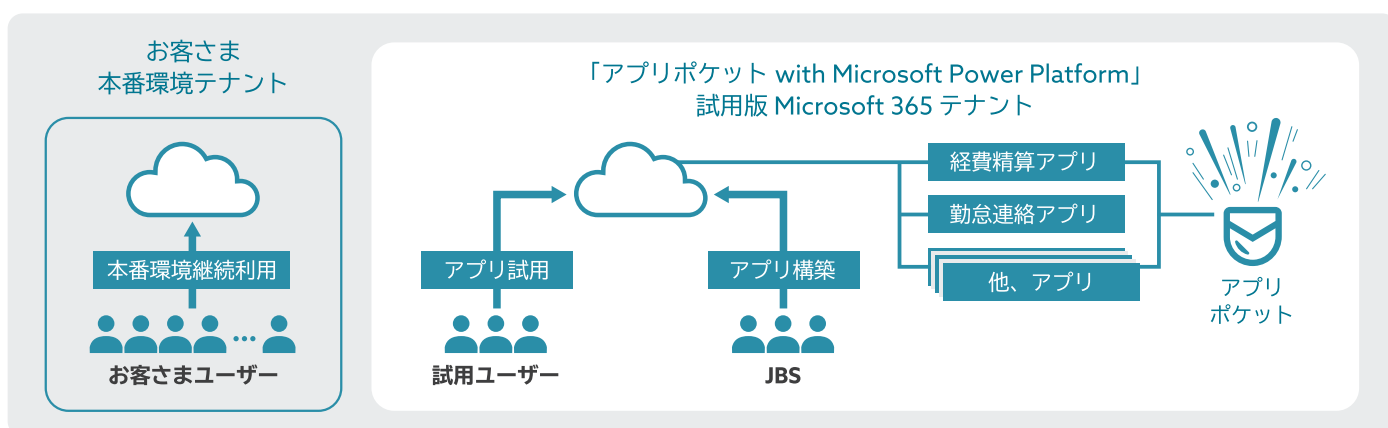 お客さま
本番環境テナント
本番環境継続利用
お客さまユーザー
「アプリポケット with Microsoft Power Platform」
試用版 Microsoft 365 テナント
アプリ試用
試用ユーザー
アプリ構築
JBS
経費精算アプリ
勤怠連絡アプリ
他、アプリ
アプリ
ポケット